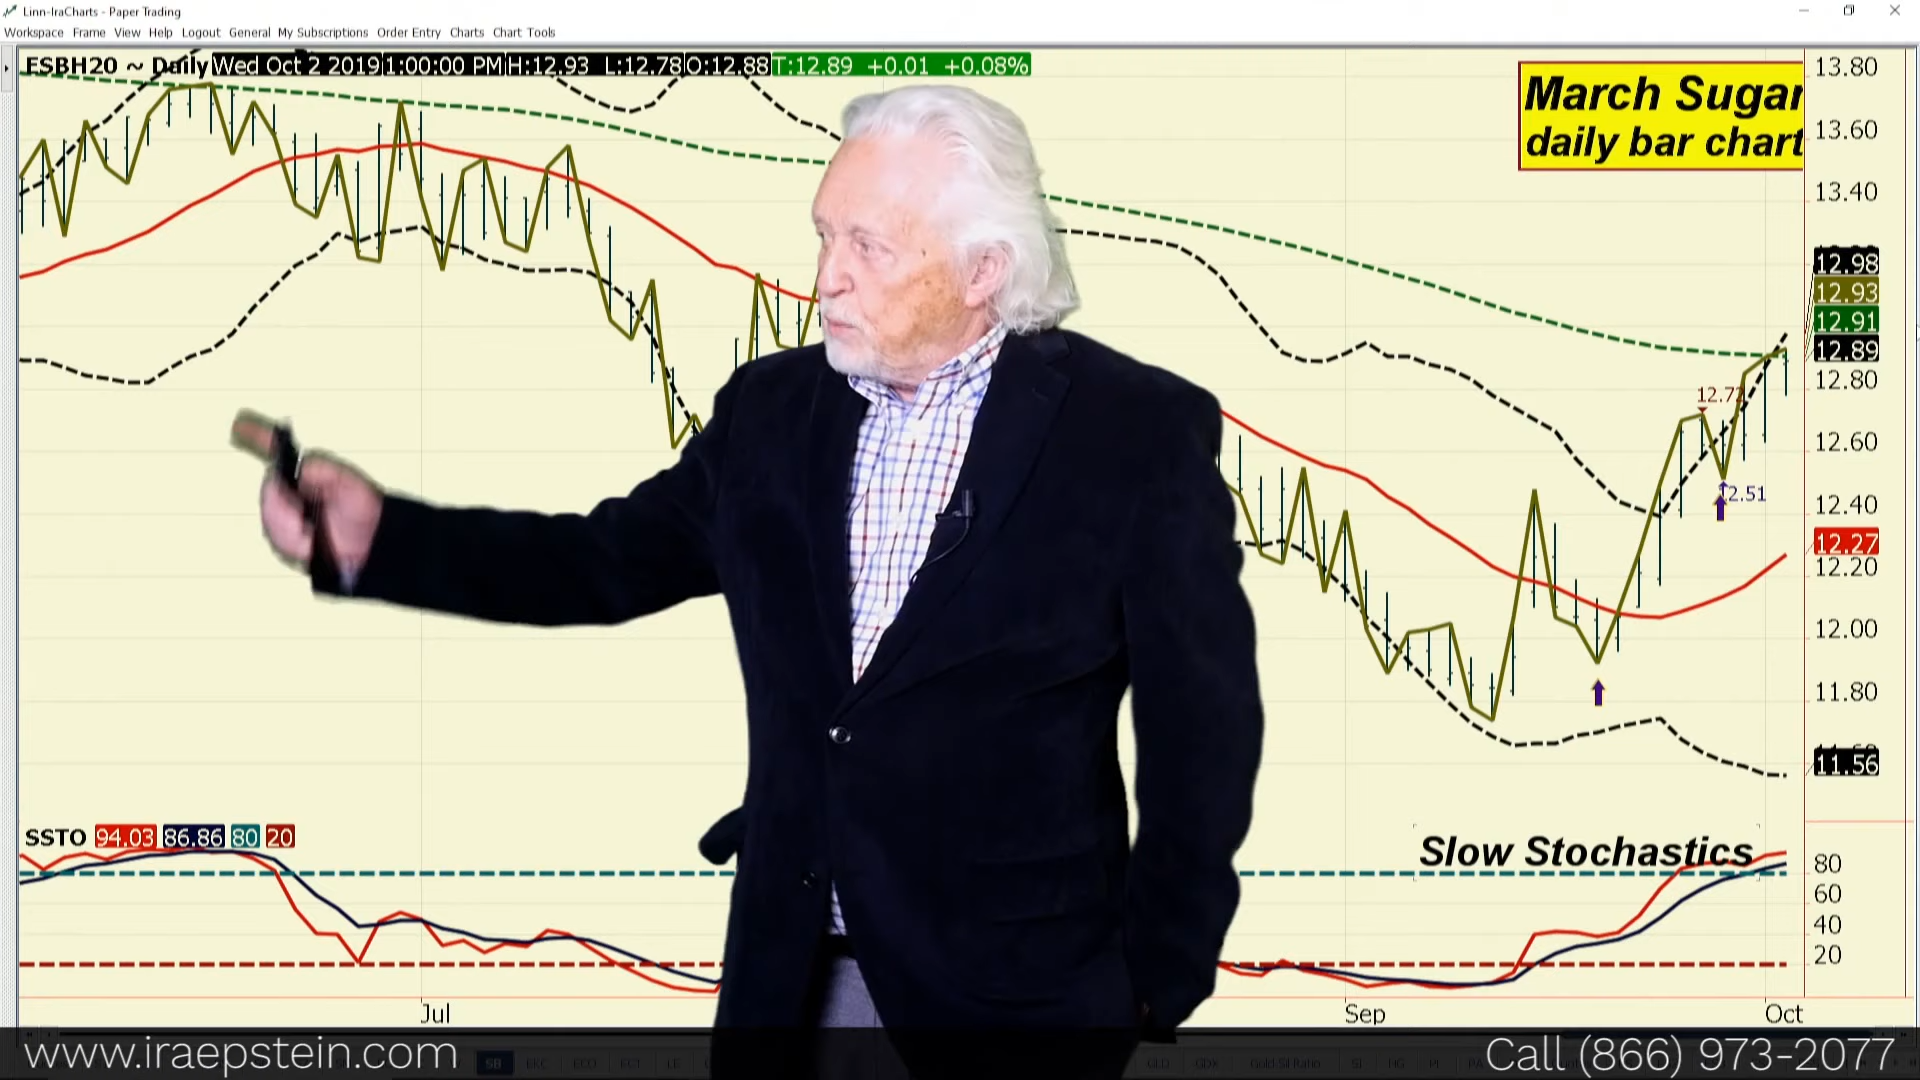 Linn-IraCharts - Paper Trading
Workspace Frame View Help Logout General My Subscriptions Order Entry Charts Chart Tools
ESBH20 ~ Daily Wed Oct 2 2019 1:00:00 PM H:12.93 L:12.78 O:12.88 T:12.89 +0.01 +0.08%
March Sugar
daily bar chart
13.80
13.60
13.40
12.98
12.93
12.91
12.89
12.80
12.72
12.60
12.51
12.40
12.27
12.20
12.00
11.80
11.56
SSTO 94.03 86.86 80 20
Slow Stochastics
80
60
40
20
Jul Sep Oct
www.iraepstein.com
SB
Call (866) 973-2077